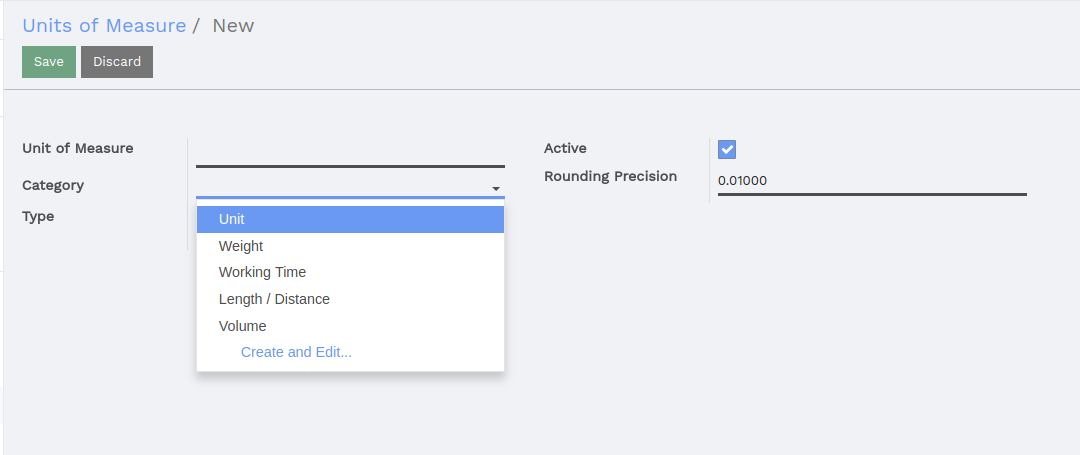 Units of Measure / New
Save Discard
Unit of Measure
Category
Type
Unit
Weight
Working Time
Length / Distance
Volume
Create and Edit...
Active
Rounding Precision 0.01000